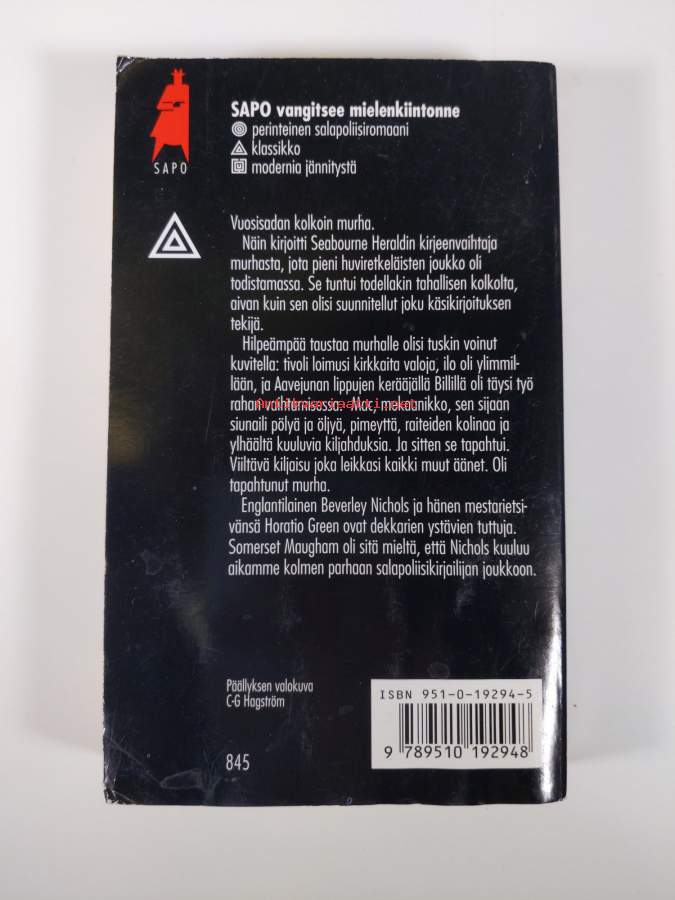 SAPO vangitsee mielenkiintonne
perinteinen salapoliisiromaani
klassikko
modernia jännitystä
SAPO
Vuosisadan kolkoin murha.
Näin kirjoitti Seabourne Heraldin kirjeenvaihtaja
murhasta, jota pieni huviretkeläisten joukko oli
todistamassa. Se tuntui todellakin tahallisen kolkolta,
aivan kuin sen olisi suunnitellut joku käsikirjoituksen
tekijä.
Hilpeämpää taustaa murhalle olisi tuskin voinut
kuvitella: tivoli loimusi kirkkaita valoja, ilo oli ylimmil-
lään, ja Aavejunan lippujen kerääjällä Billillä oli täysi työ
rahanvaihtamisessa. Mac, mekaanikko, sen sijaan
siunaili pölyä ja öljyä, pimeyttä, raiteiden kolinaa ja
ylhäältä kuuluvia kiljahduksia. Ja sitten se tapahtui.
Viiltävä kiljaisu joka leikkasi kaikki muut äänet. Oli
tapahtunut murha.
Englantilainen Beverley Nichols ja hänen mestarietsi-
vänsä Horatio Green ovat dekkarien ystävien tuttuja.
Somerset Maugham oli sitä mieltä, että Nichols kuuluu
aikamme kolmen parhaan salapoliisikirjailijan joukkoon.
Päällyksen valokuva
C-G Hagström
845
ISBN 951-0-19294-5
9 789510 192948